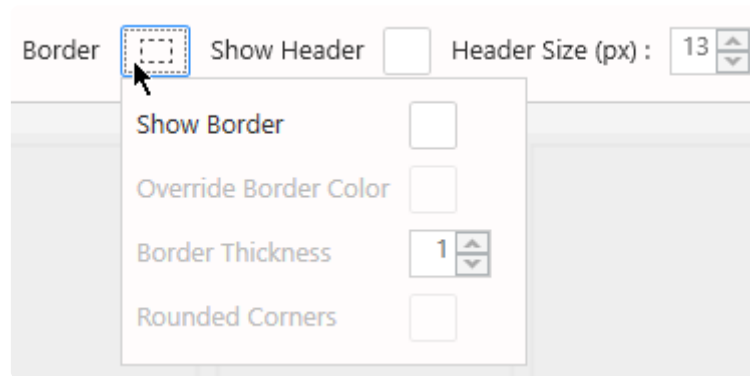 Border Show Header Header Size (px) : 13
Show Border
Override Border Color
Border Thickness 1
Rounded Corners